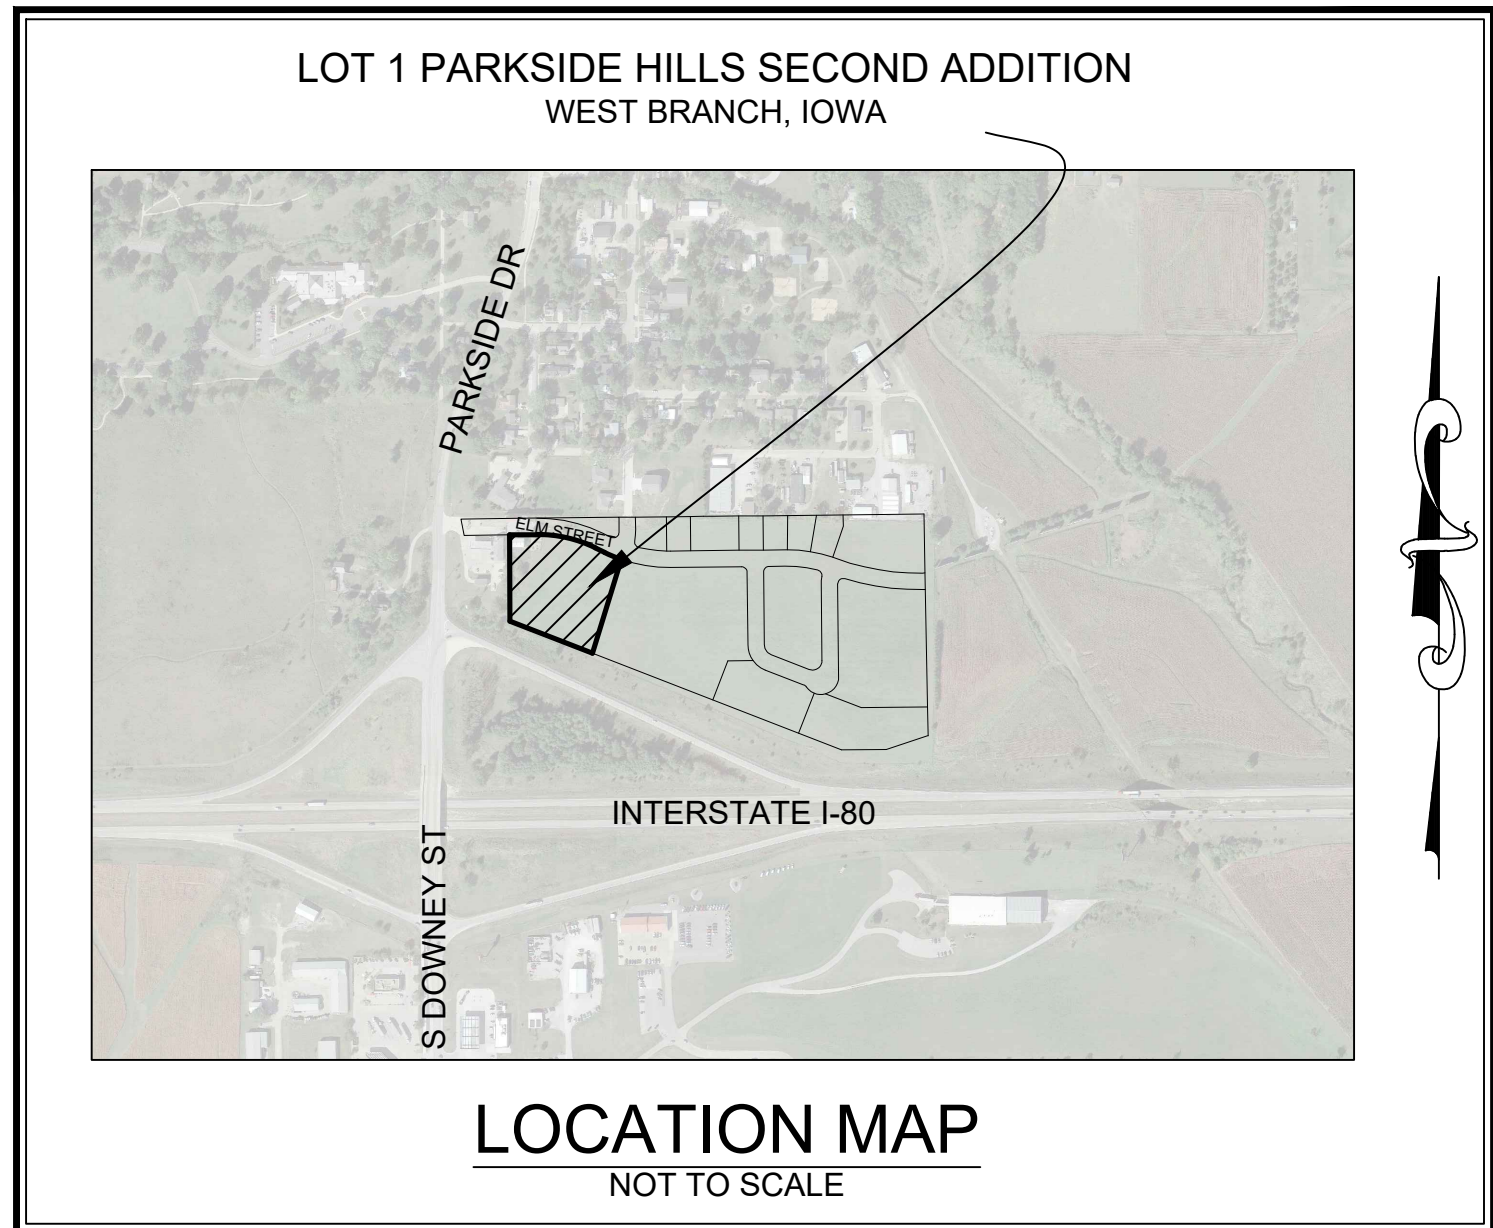 LOT 1 PARKSIDE HILLS SECOND ADDITION
WEST BRANCH, IOWA
PARKSIDE DR
ELM STREET
INTERSTATE I-80
S DOWNEY ST
LOCATION MAP
NOT TO SCALE